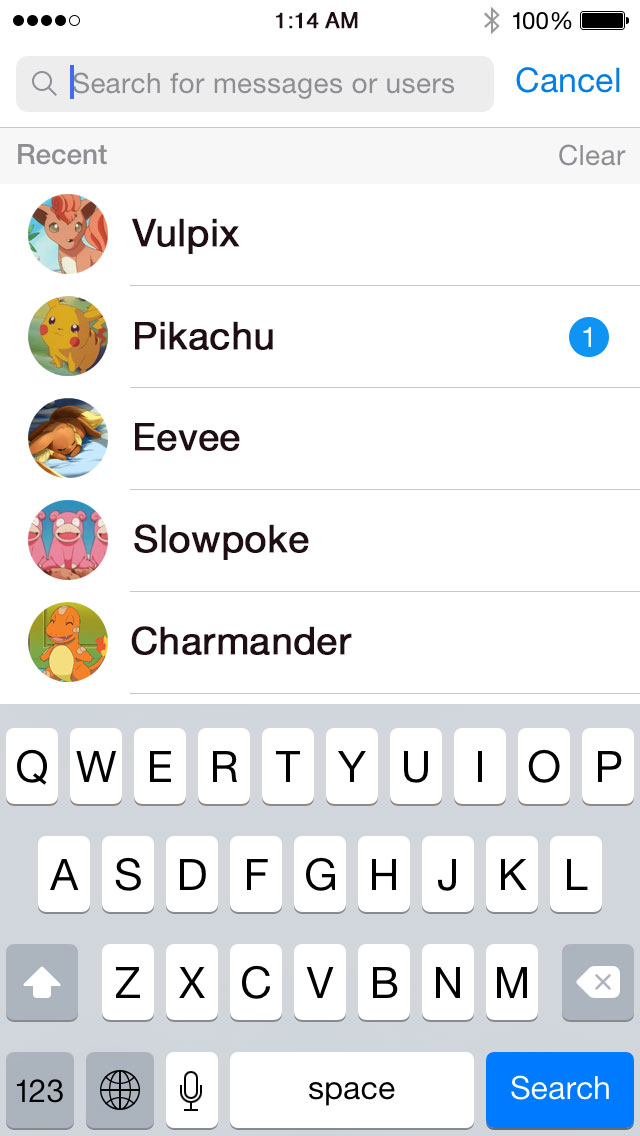 1:14 AM 100%
Search for messages or users Cancel
Recent Clear
Vulpix
Pikachu 1
Eevee
Slowpoke
Charmander
Q W E R T Y U I O P
A S D F G H J K L
Z X C V B N M
123 space Search